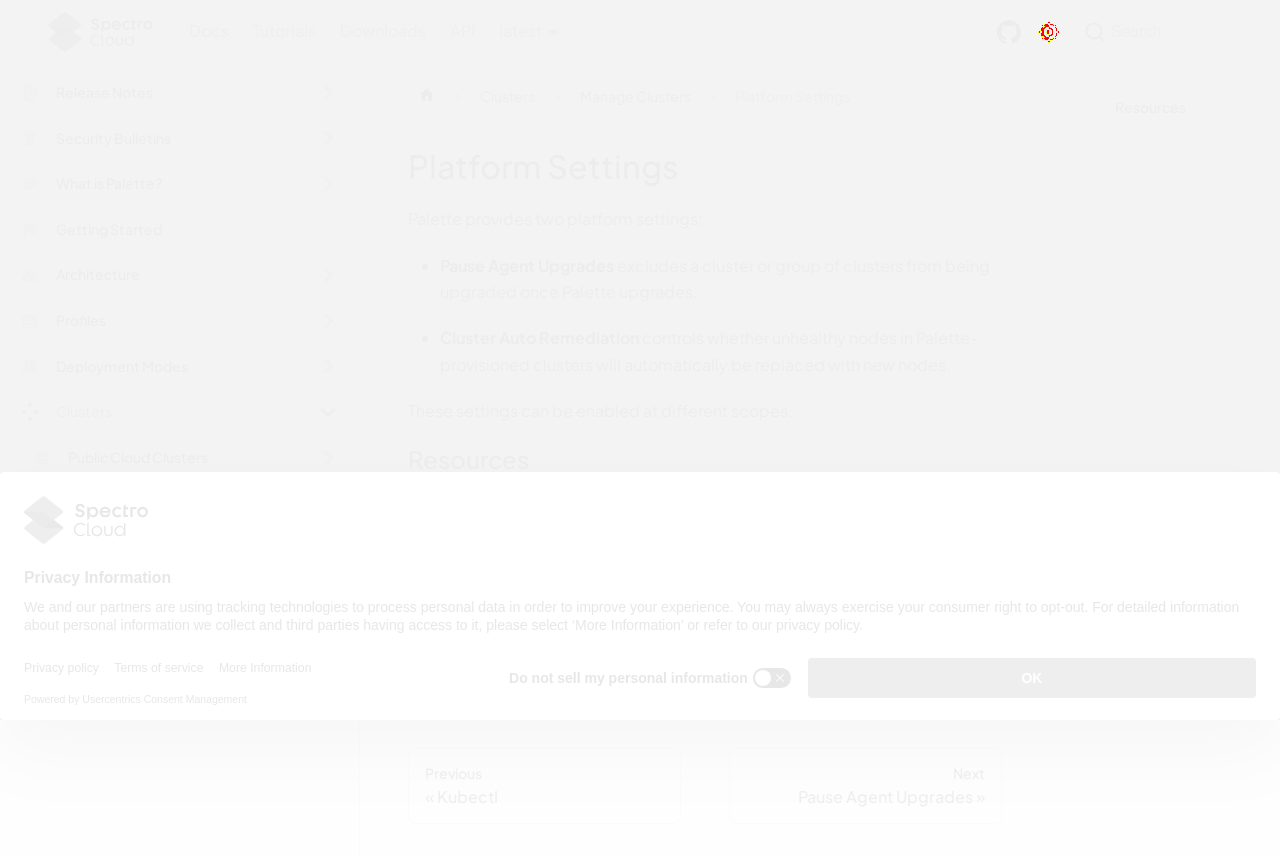 Spectro
Cloud
Docs
Tutorials
Downloads
API
latest
Search
Release Notes
Security Bulletins
What is Palette?
Getting Started
Architecture
Profiles
Deployment Modes
Clusters
Public Cloud Clusters
Clusters
Manage Clusters
Platform Settings
Resources
Platform Settings
Palette provides two platform settings:
• Pause Agent Upgrades excludes a cluster or group of clusters from being
upgraded once Palette upgrades.
• Cluster Auto Remediation controls whether unhealthy nodes in Palette-
provisioned clusters will automatically be replaced with new nodes.
These settings can be enabled at different scopes.
Resources
Spectro
Cloud
Privacy Information
We and our partners are using tracking technologies to process personal data in order to improve your experience. You may always exercise your consumer right to opt-out. For detailed information
about personal information we collect and third parties having access to it, please select ‘More Information’ or refer to our privacy policy.
Privacy policy
Terms of service
More Information
Powered by Usercentrics Consent Management
Do not sell my personal information
OK
Previous
« Kubectl
Next
Pause Agent Upgrades »